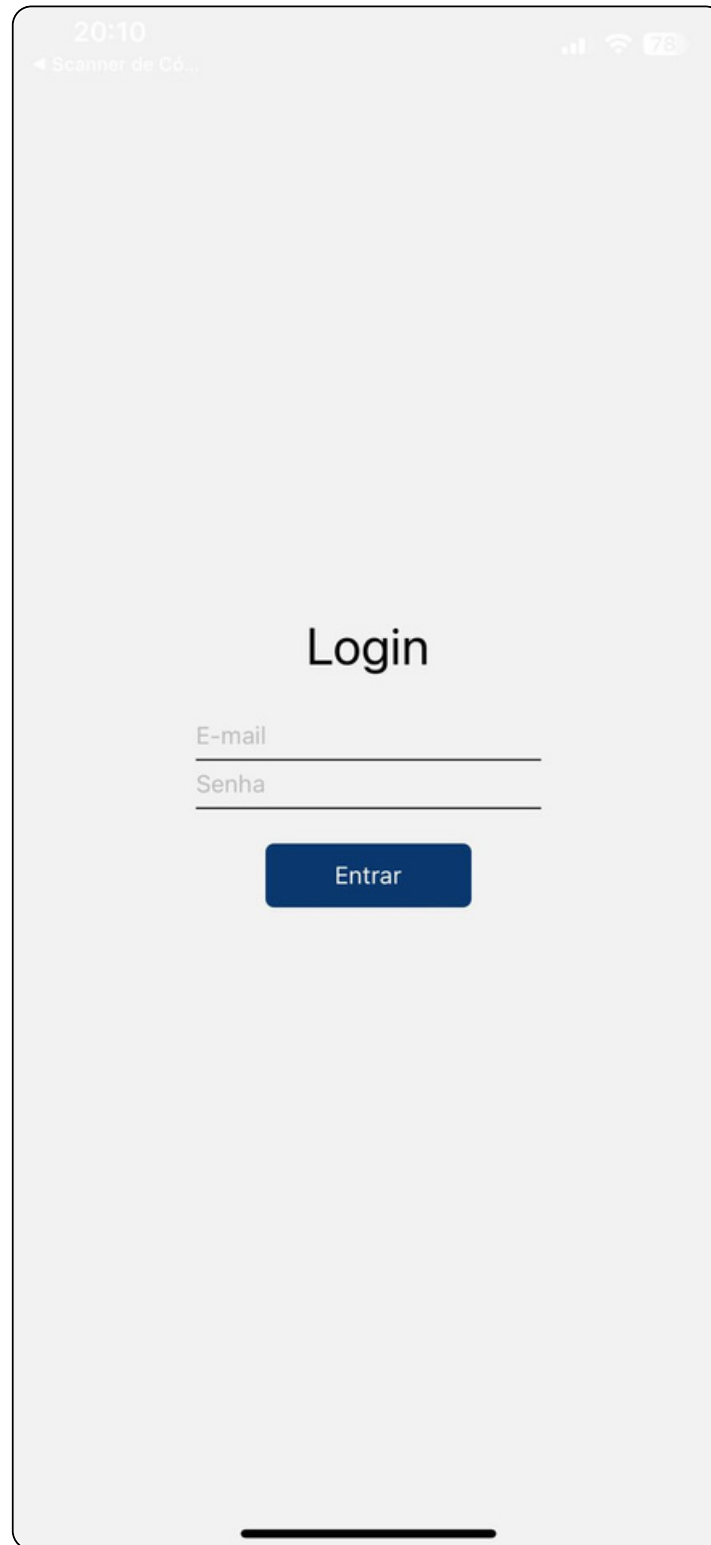 20:10
78
◀ Scanner de Có...
Login
E-mail
Senha
Entrar